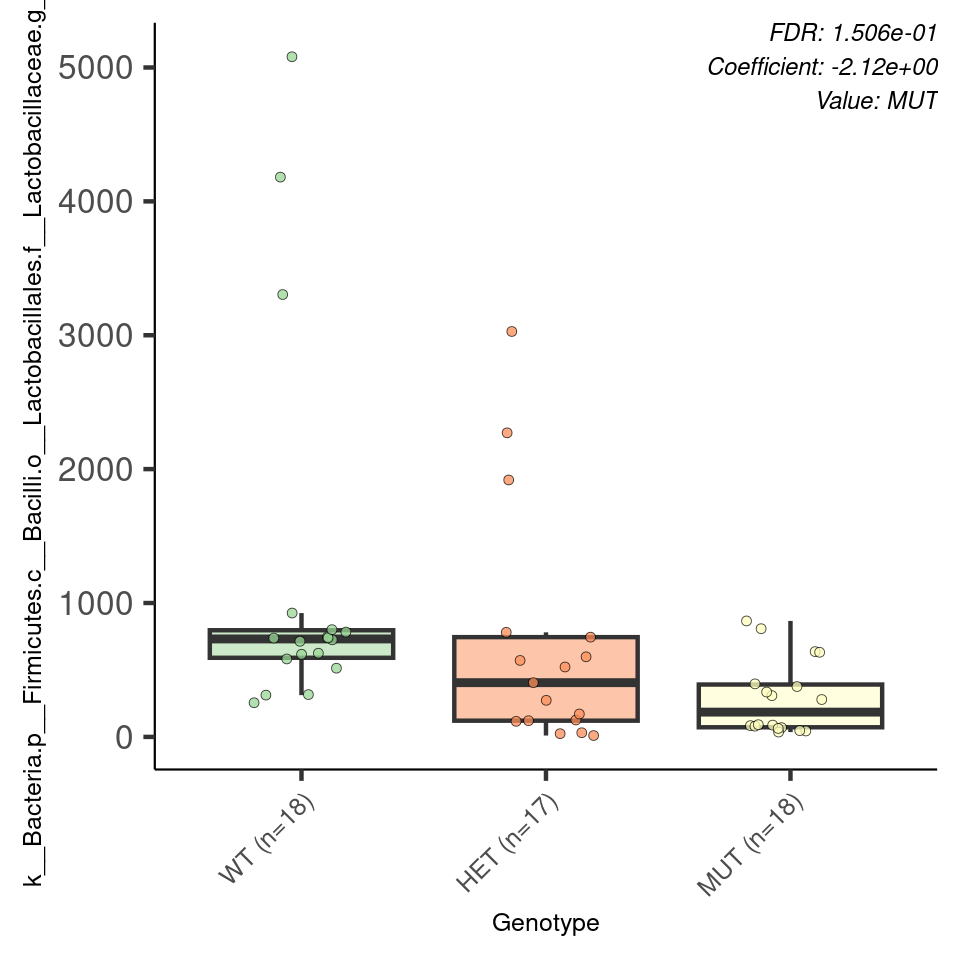 k__Bacteria.p__Firmicutes.c__Bacilli.o__Lactobacillales.f__Lactobacillaceae.g_
FDR: 1.506e-01
Coefficient: -2.12e+00
Value: MUT
5000
4000
3000
2000
1000
0
WT (n=18)
HET (n=17)
MUT (n=18)
Genotype